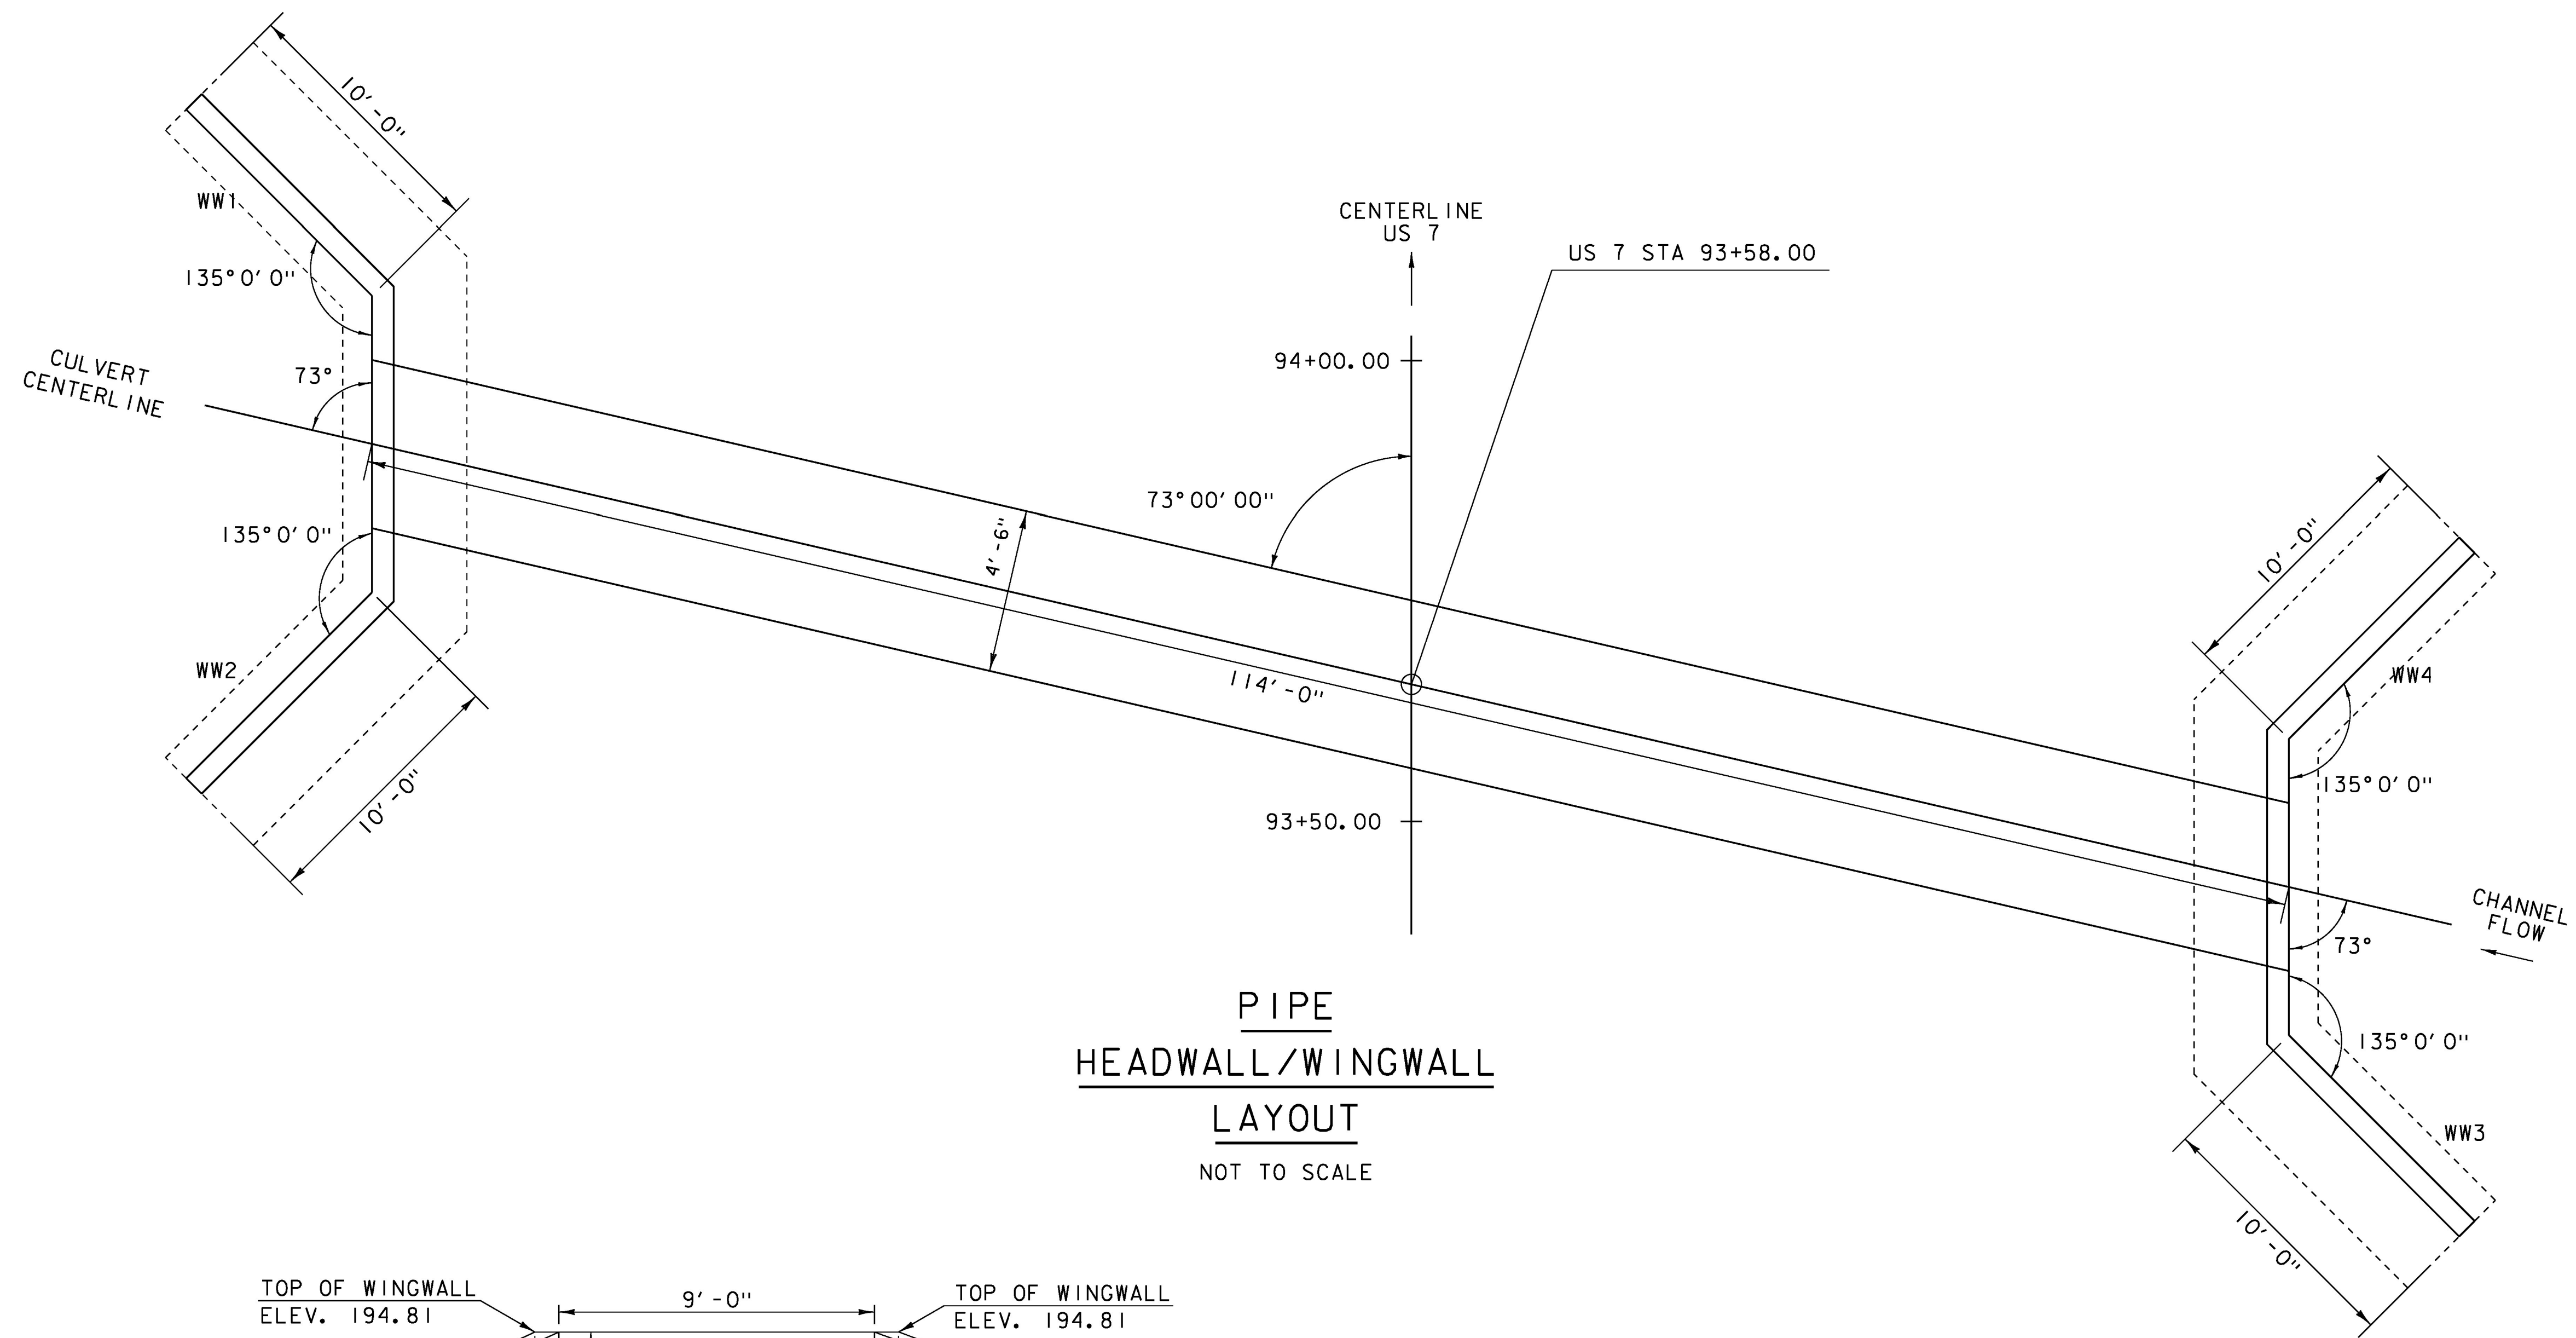 10'-0"
WW1
CENTERLINE
US 7
US 7 STA 93+58.00
135°0'0"
CULVERT
CENTERLINE
73°
94+00.00
73°00'00"
135°0'0"
4'-6"
10'-0"
WW2
114'-0"
WW4
10'-0"
135°0'0"
93+50.00
CHANNEL
FLOW
73°
PIPE
HEADWALL/WINGWALL
LAYOUT
NOT TO SCALE
135°0'0"
WW3
10'-0"
TOP OF WINGWALL
ELEV. 194.81
9'-0"
TOP OF WINGWALL
ELEV. 194.81